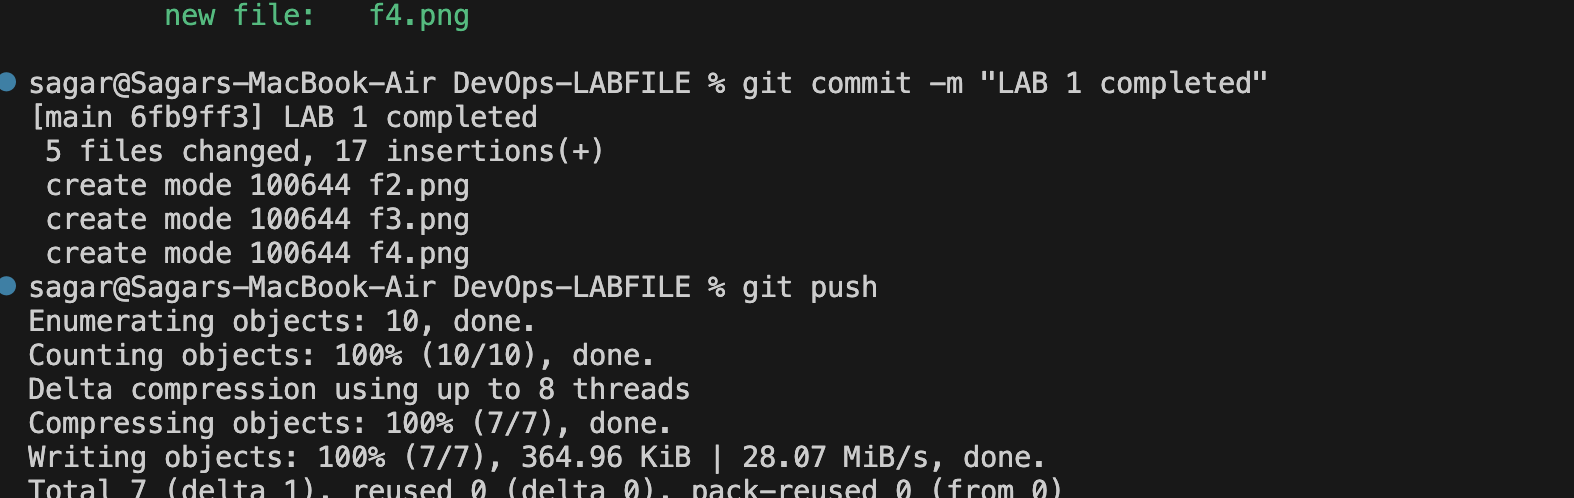 new file:   f4.png
sagar@Sagars-MacBook-Air DevOps-LABFILE % git commit -m "LAB 1 completed"
[main 6fb9ff3] LAB 1 completed
 5 files changed, 17 insertions(+)
 create mode 100644 f2.png
 create mode 100644 f3.png
 create mode 100644 f4.png
sagar@Sagars-MacBook-Air DevOps-LABFILE % git push
Enumerating objects: 10, done.
Counting objects: 100% (10/10), done.
Delta compression using up to 8 threads
Compressing objects: 100% (7/7), done.
Writing objects: 100% (7/7), 364.96 KiB | 28.07 MiB/s, done.
Total 7 (delta 1), reused 0 (delta 0), pack-reused 0 (from 0)